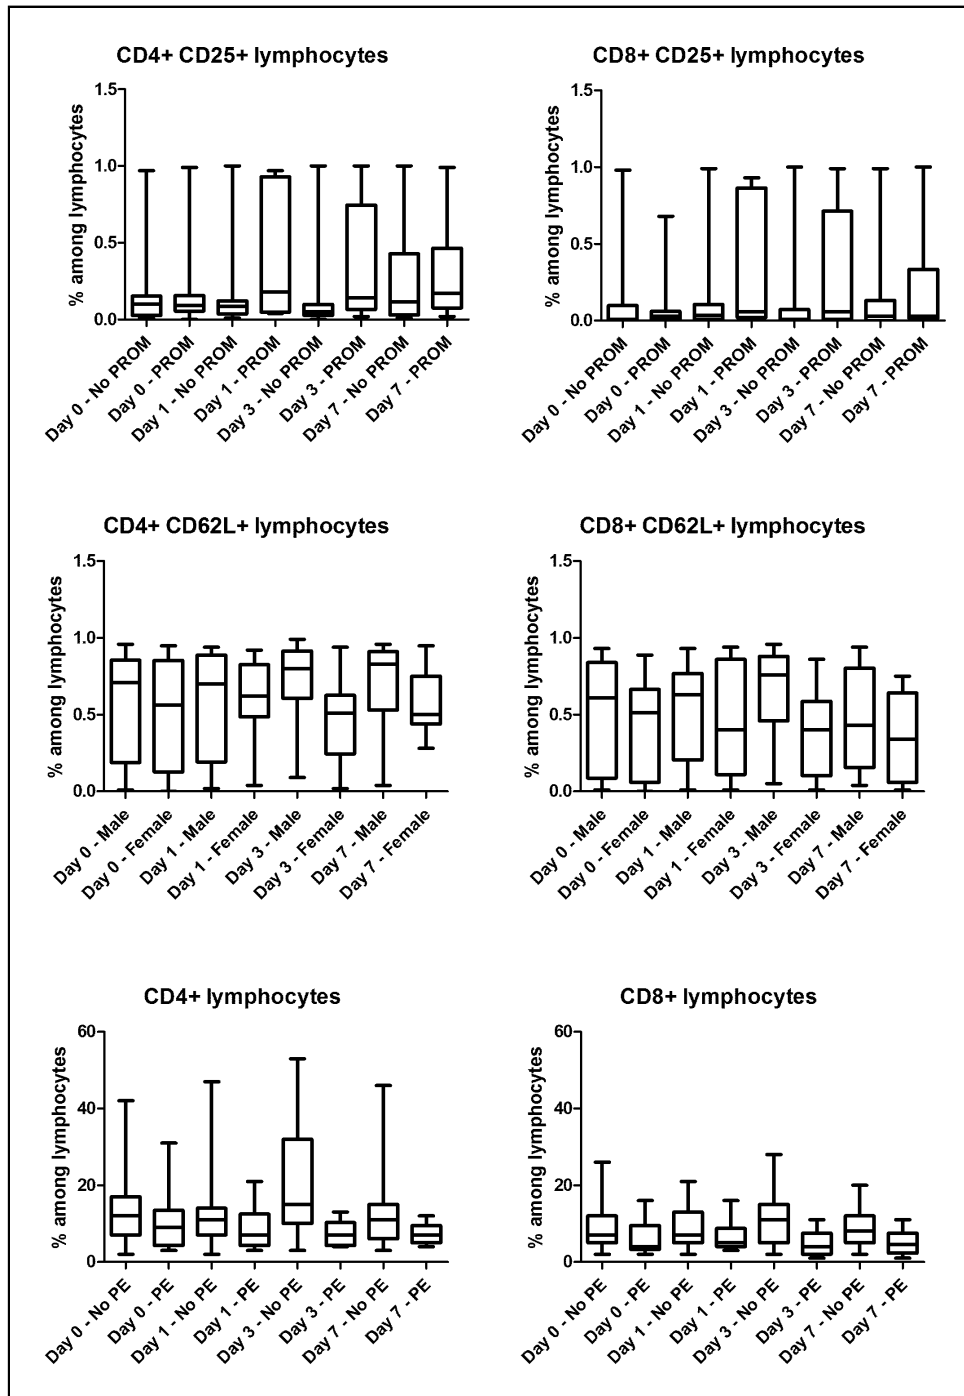 CD4+ CD25+ lymphocytes
% among lymphocytes
1.5
1.0
0.5
0.0
Day 0 - No PROM
Day 0 - PROM
Day 1 - No PROM
Day 1 - PROM
Day 3 - No PROM
Day 3 - PROM
Day 7 - No PROM
Day 7 - PROM
CD8+ CD25+ lymphocytes
% among lymphocytes
1.5
1.0
0.5
0.0
Day 0 - No PROM
Day 0 - PROM
Day 1 - No PROM
Day 1 - PROM
Day 3 - No PROM
Day 3 - PROM
Day 7 - No PROM
Day 7 - PROM
CD4+ CD62L+ lymphocytes
% among lymphocytes
1.5
1.0
0.5
0.0
Day 0 - Male
Day 0 - Female
Day 1 - Male
Day 1 - Female
Day 3 - Male
Day 3 - Female
Day 7 - Male
Day 7 - Female
CD8+ CD62L+ lymphocytes
% among lymphocytes
1.5
1.0
0.5
0.0
Day 0 - Male
Day 0 - Female
Day 1 - Male
Day 1 - Female
Day 3 - Male
Day 3 - Female
Day 7 - Male
Day 7 - Female
CD4+ lymphocytes
% among lymphocytes
60
40
20
0
Day 0 - No PE
Day 0 - PE
Day 1 - No PE
Day 1 - PE
Day 3 - No PE
Day 3 - PE
Day 7 - No PE
Day 7 - PE
CD8+ lymphocytes
% among lymphocytes
60
40
20
0
Day 0 - No PE
Day 0 - PE
Day 1 - No PE
Day 1 - PE
Day 3 - No PE
Day 3 - PE
Day 7 - No PE
Day 7 - PE